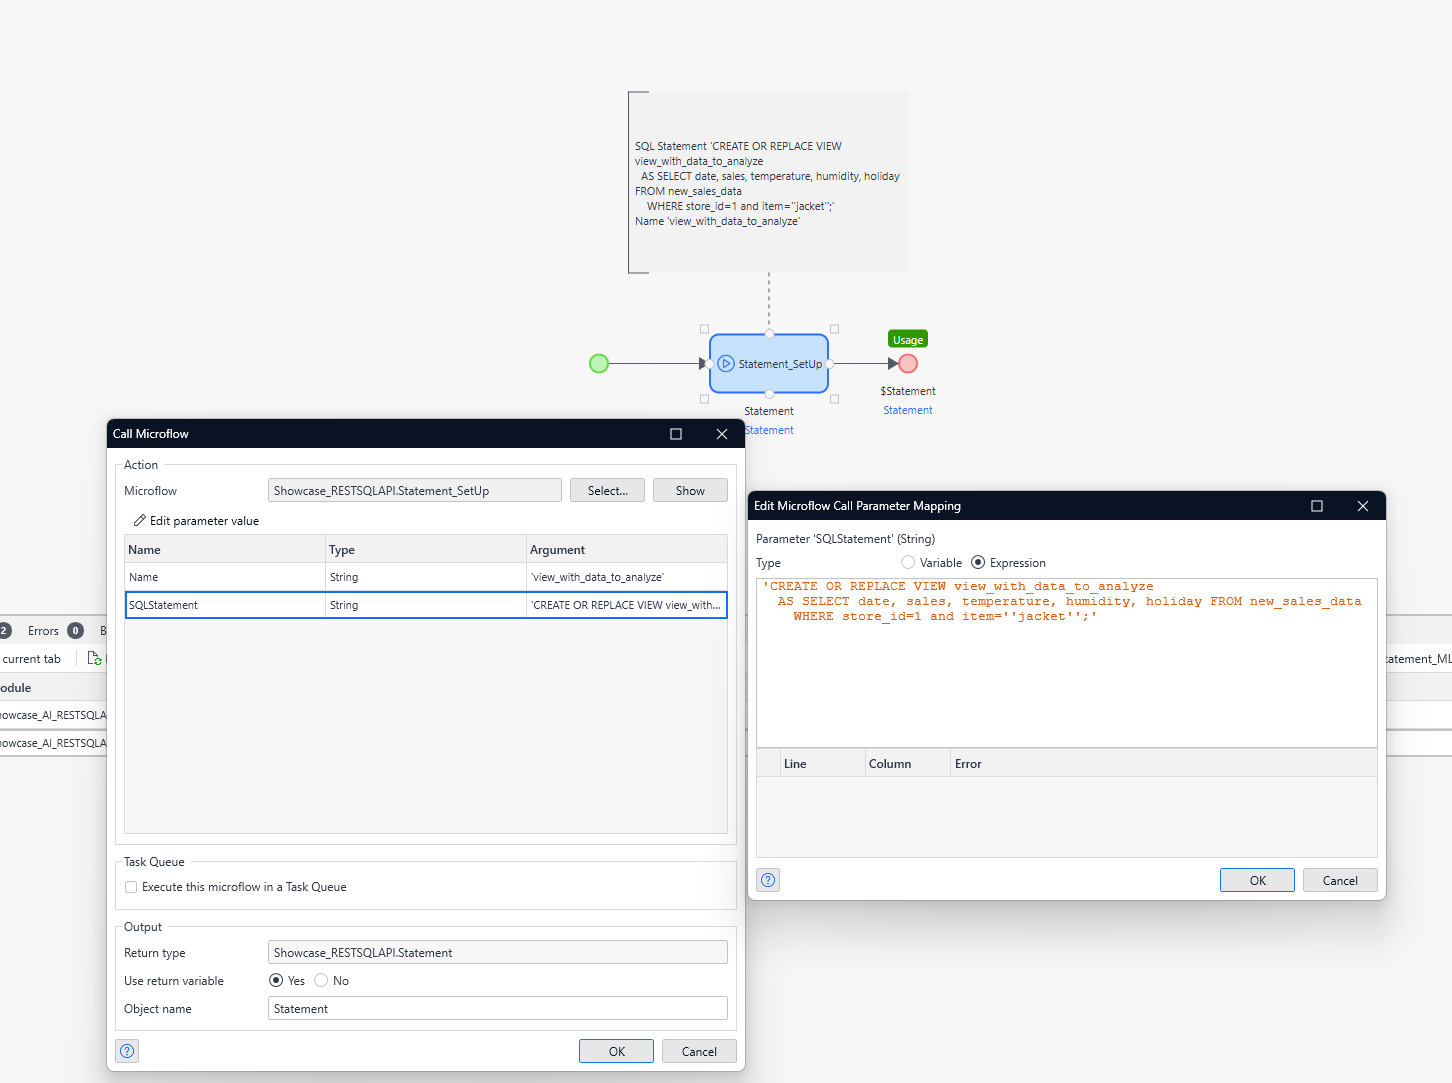 SQL Statement 'CREATE OR REPLACE VIEW
view_with_data_to_analyze
AS SELECT date, sales, temperature, humidity, holiday
FROM new_sales_data
WHERE store_id=1 and item=''jacket'';'
Name 'view_with_data_to_analyze'
Statement_SetUp
Usage
$Statement
Statement
Statement
Statement
Call Microflow
Action
Microflow
Showcase_RESTSQLAPI.Statement_SetUp
Select...
Show
Edit parameter value
Name Type Argument
Name String 'view_with_data_to_analyze'
SQLStatement String 'CREATE OR REPLACE VIEW view_with...
Task Queue
Execute this microflow in a Task Queue
Output
Return type Showcase_RESTSQLAPI.Statement
Use return variable Yes No
Object name Statement
OK Cancel
Edit Microflow Call Parameter Mapping
Parameter 'SQLStatement' (String)
Type Variable Expression
'CREATE OR REPLACE VIEW view_with_data_to_analyze
AS SELECT date, sales, temperature, humidity, holiday FROM new_sales_data
WHERE store_id=1 and item=''jacket'';'
Line Column Error
OK Cancel
2 Errors 0 B
current tab
odule
howcase_AI_RESTSQLA
howcase_AI_RESTSQLA
tatement_ML